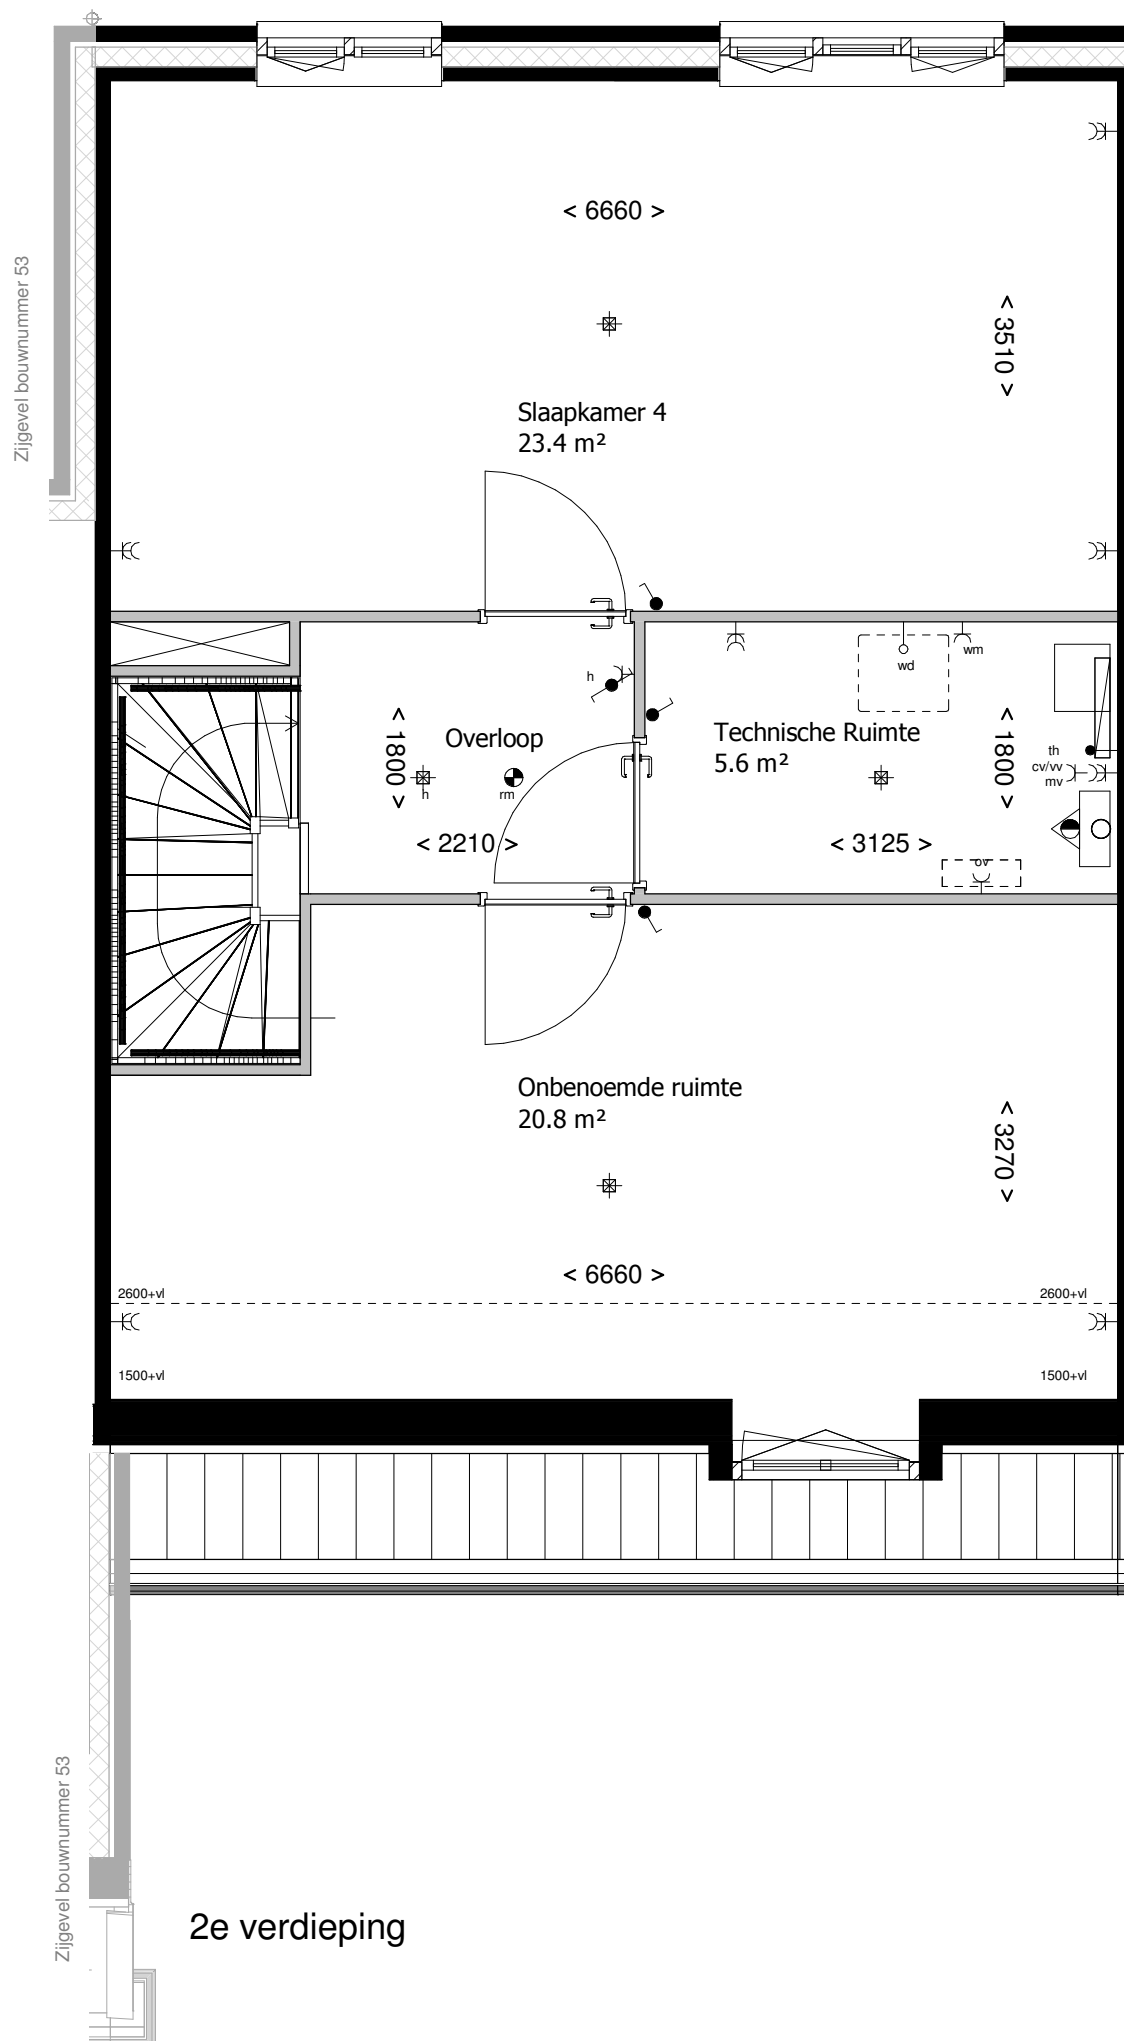 Zijgevel bouwnummer 53
< 6660 >
< 3510 >
Slaapkamer 4
23.4 m²
h
wd
wm
Overloop
< 1800 >
h
rm
< 2210 >
Technische Ruimte
5.6 m²
< 1800 >
th
cv/vv
mv
< 3125 >
ov
Onbenoemde ruimte
20.8 m²
< 3270 >
< 6660 >
2600+vl
2600+vl
1500+vl
1500+vl
Zijgevel bouwnummer 53
2e verdieping